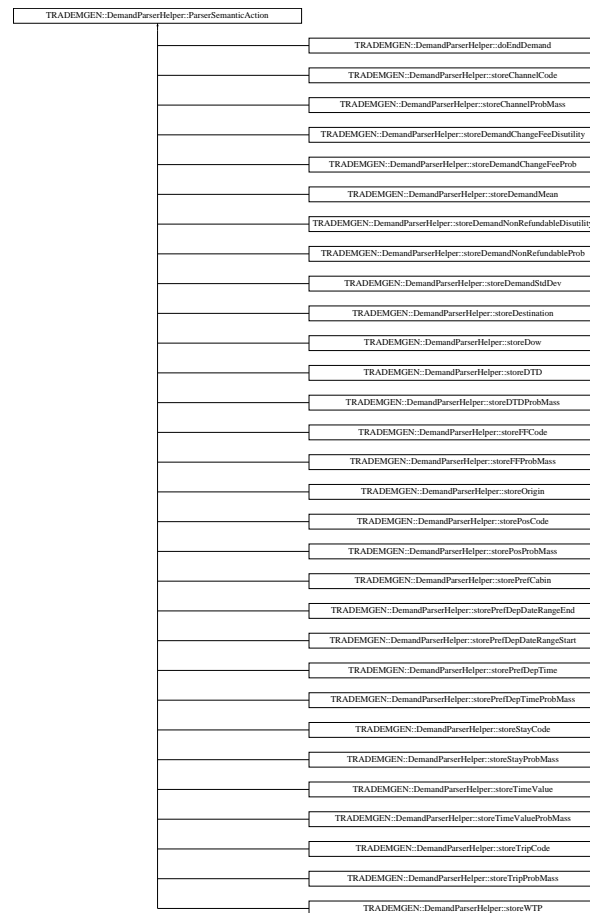 TRADEMGEN::DemandParserHelper::ParserSemanticAction
TRADEMGEN::DemandParserHelper::doEndDemand
TRADEMGEN::DemandParserHelper::storeChannelCode
TRADEMGEN::DemandParserHelper::storeChannelProbMass
TRADEMGEN::DemandParserHelper::storeDemandChangeFeeDisutility
TRADEMGEN::DemandParserHelper::storeDemandChangeFeeProb
TRADEMGEN::DemandParserHelper::storeDemandMean
TRADEMGEN::DemandParserHelper::storeDemandNonRefundableDisutility
TRADEMGEN::DemandParserHelper::storeDemandNonRefundableProb
TRADEMGEN::DemandParserHelper::storeDemandStdDev
TRADEMGEN::DemandParserHelper::storeDestination
TRADEMGEN::DemandParserHelper::storeDow
TRADEMGEN::DemandParserHelper::storeDTD
TRADEMGEN::DemandParserHelper::storeDTDProbMass
TRADEMGEN::DemandParserHelper::storeFFCode
TRADEMGEN::DemandParserHelper::storeFFProbMass
TRADEMGEN::DemandParserHelper::storeOrigin
TRADEMGEN::DemandParserHelper::storePosCode
TRADEMGEN::DemandParserHelper::storePosProbMass
TRADEMGEN::DemandParserHelper::storePrefCabin
TRADEMGEN::DemandParserHelper::storePrefDepDateRangeEnd
TRADEMGEN::DemandParserHelper::storePrefDepDateRangeStart
TRADEMGEN::DemandParserHelper::storePrefDepTime
TRADEMGEN::DemandParserHelper::storePrefDepTimeProbMass
TRADEMGEN::DemandParserHelper::storeStayCode
TRADEMGEN::DemandParserHelper::storeStayProbMass
TRADEMGEN::DemandParserHelper::storeTimeValue
TRADEMGEN::DemandParserHelper::storeTimeValueProbMass
TRADEMGEN::DemandParserHelper::storeTripCode
TRADEMGEN::DemandParserHelper::storeTripProbMass
TRADEMGEN::DemandParserHelper::storeWTP